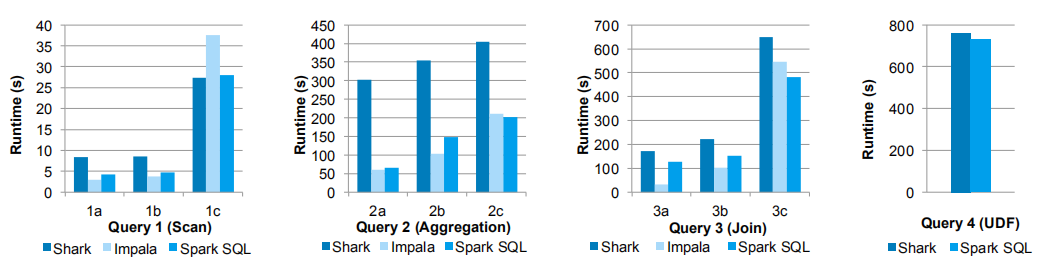 Runtime (s)
40
35
30
25
20
15
10
5
0
1a 1b 1c
Query 1 (Scan)
Shark Impala Spark SQL
Runtime (s)
450
400
350
300
250
200
150
100
50
0
2a 2b 2c
Query 2 (Aggregation)
Shark Impala Spark SQL
Runtime (s)
700
600
500
400
300
200
100
0
3a 3b 3c
Query 3 (Join)
Shark Impala Spark SQL
Runtime (s)
800
600
400
200
0
Query 4 (UDF)
Shark Spark SQL